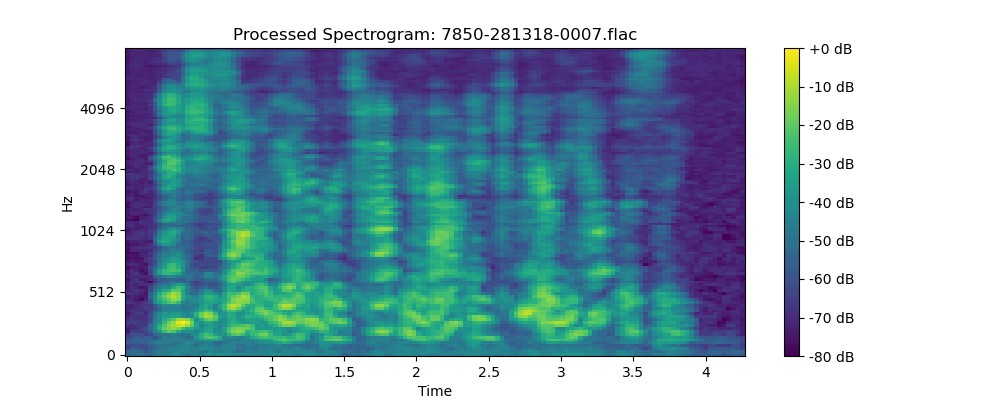 Processed Spectrogram: 7850-281318-0007.flac
Hz
4096
2048
1024
512
0
0 0.5 1 1.5 2 2.5 3 3.5 4
Time
+0 dB
-10 dB
-20 dB
-30 dB
-40 dB
-50 dB
-60 dB
-70 dB
-80 dB